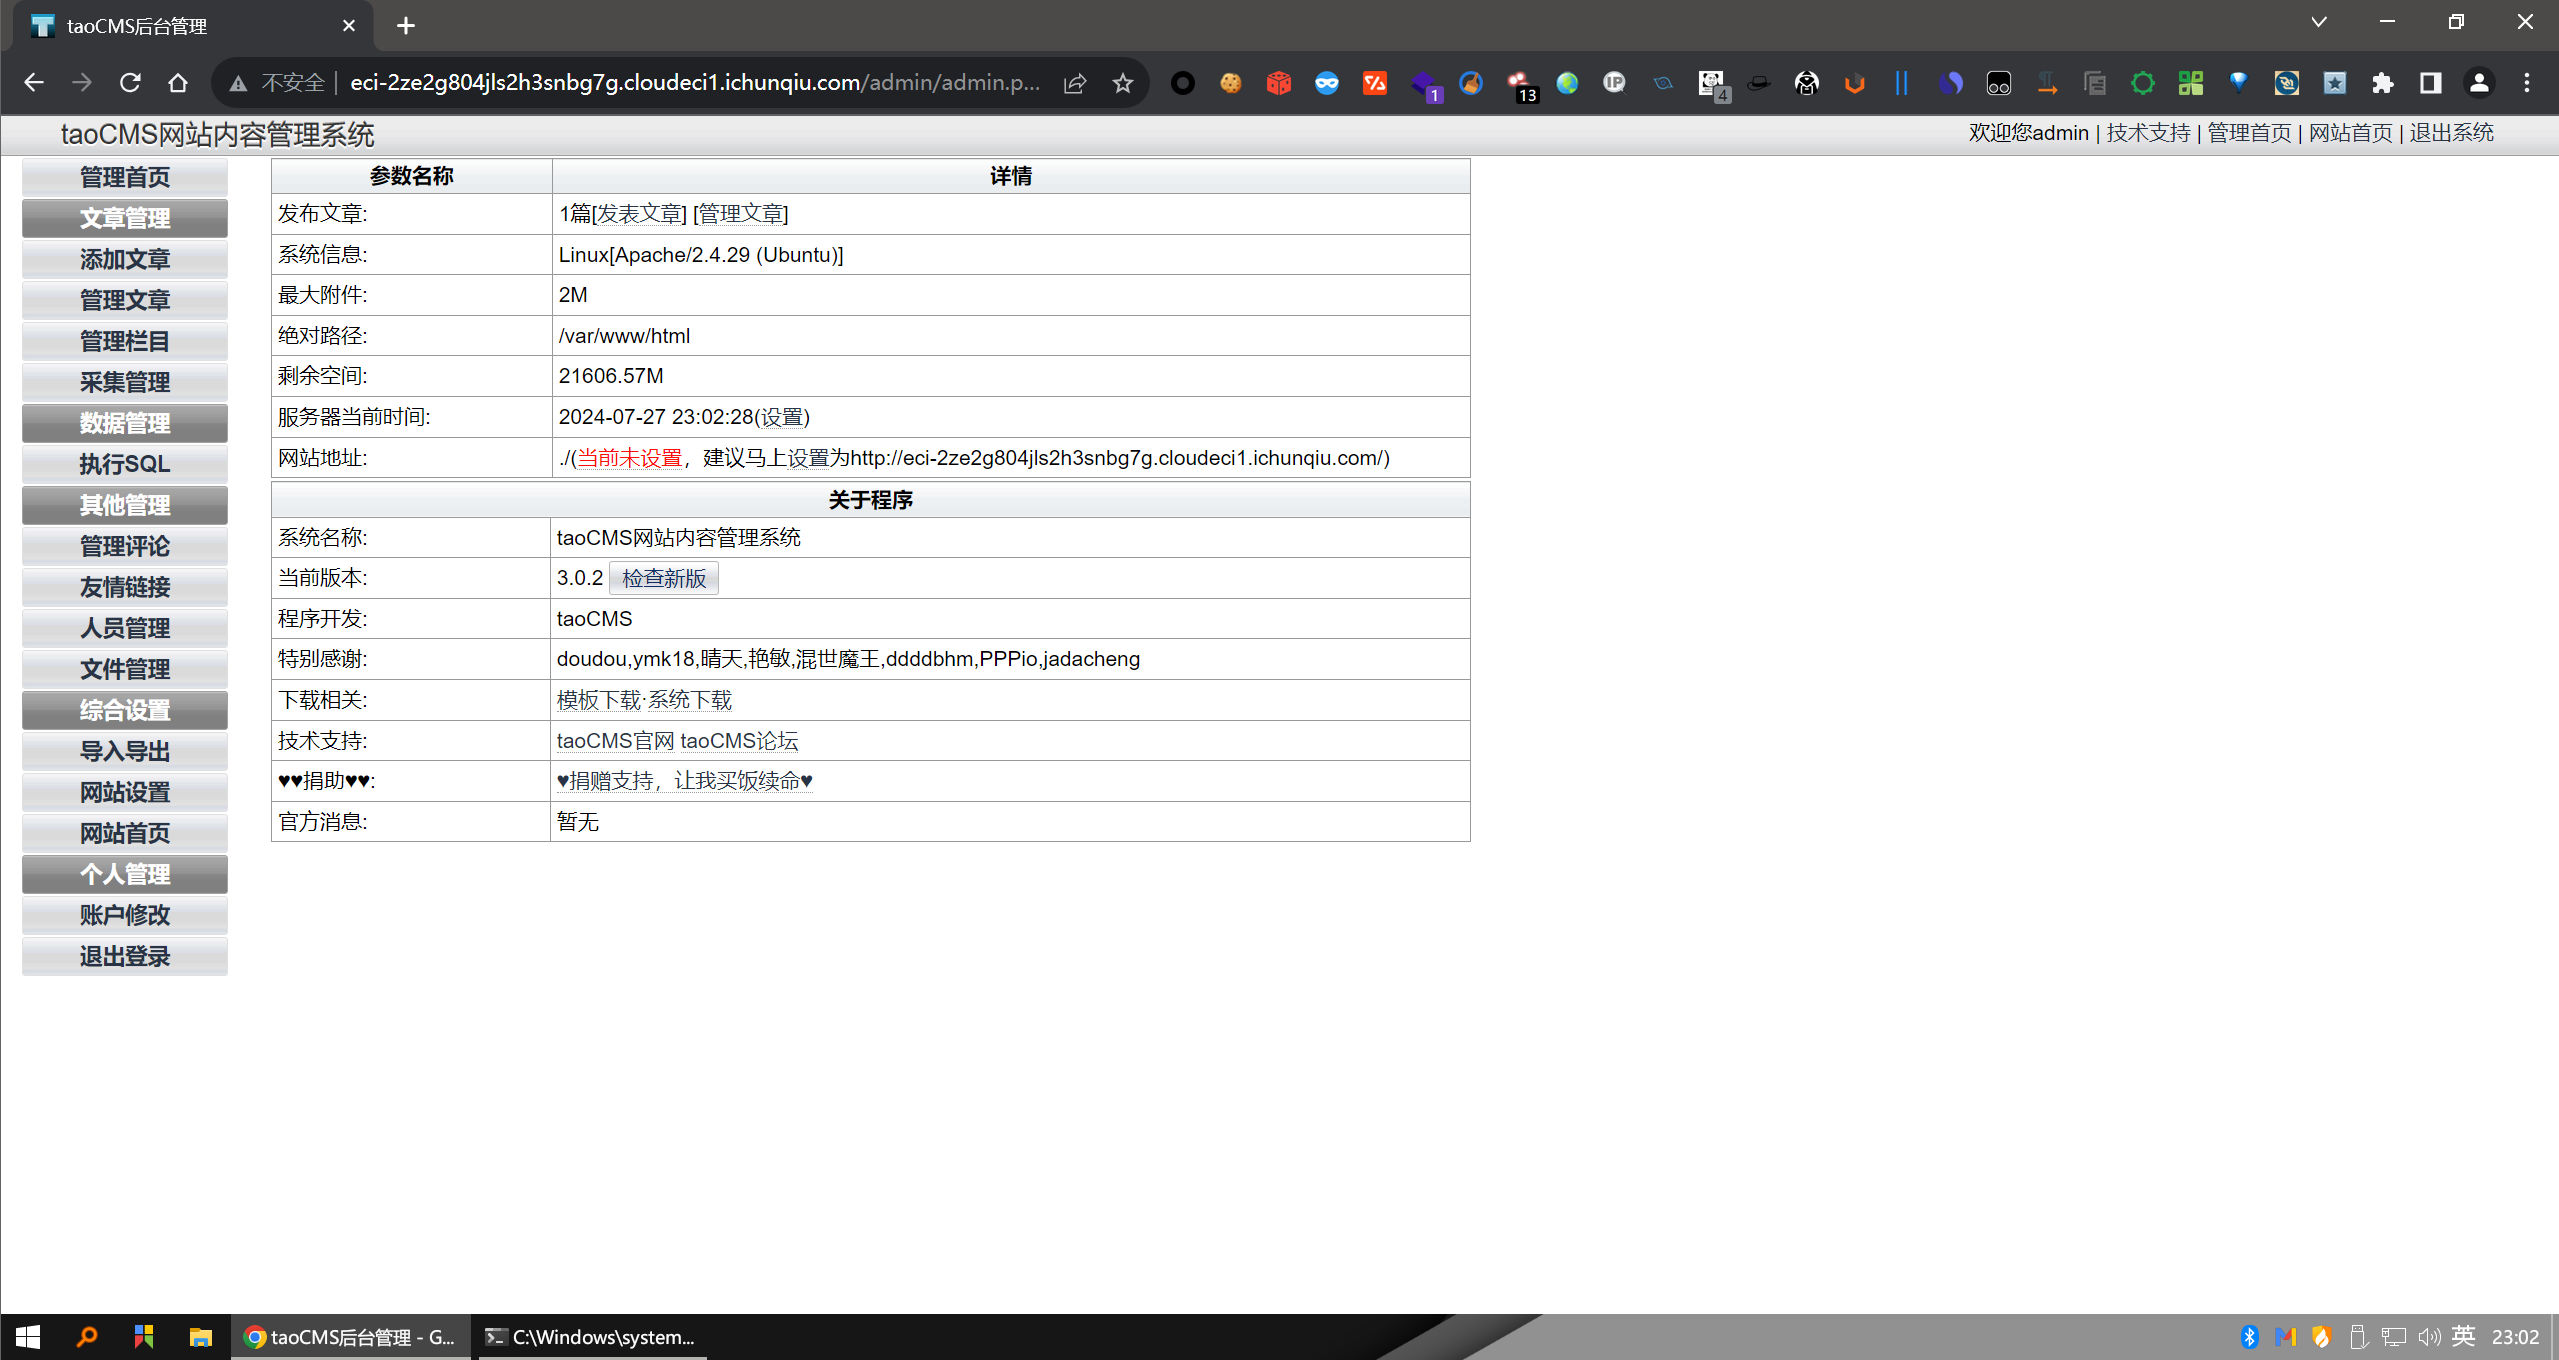 taoCMS后台管理
不安全 eci-2ze2g804jls2h3snbg7g.cloudeci1.ichunqiu.com/admin/admin.p...
1
13
IP
4
taoCMS网站内容管理系统
欢迎您admin | 技术支持 | 管理首页 | 网站首页 | 退出系统
管理首页
文章管理
添加文章
管理文章
管理栏目
采集管理
数据管理
执行SQL
其他管理
管理评论
友情链接
人员管理
文件管理
综合设置
导入导出
网站设置
网站首页
个人管理
账户修改
退出登录
参数名称 详情
发布文章: 1篇[发表文章] [管理文章]
系统信息: Linux[Apache/2.4.29 (Ubuntu)]
最大附件: 2M
绝对路径: /var/www/html
剩余空间: 21606.57M
服务器当前时间: 2024-07-27 23:02:28(设置)
网站地址: ./(当前未设置，建议马上设置为http://eci-2ze2g804jls2h3snbg7g.cloudeci1.ichunqiu.com/)
关于程序
系统名称: taoCMS网站内容管理系统
当前版本: 3.0.2 检查新版
程序开发: taoCMS
特别感谢: doudou,ymk18,晴天,艳敏,混世魔王,ddddbhm,PPPio,jadacheng
下载相关: 模板下载·系统下载
技术支持: taoCMS官网 taoCMS论坛
♥♥捐助♥♥: ♥捐赠支持，让我买饭续命♥
官方消息: 暂无
taoCMS后台管理 - G...
C:\Windows\system...
英
23:02